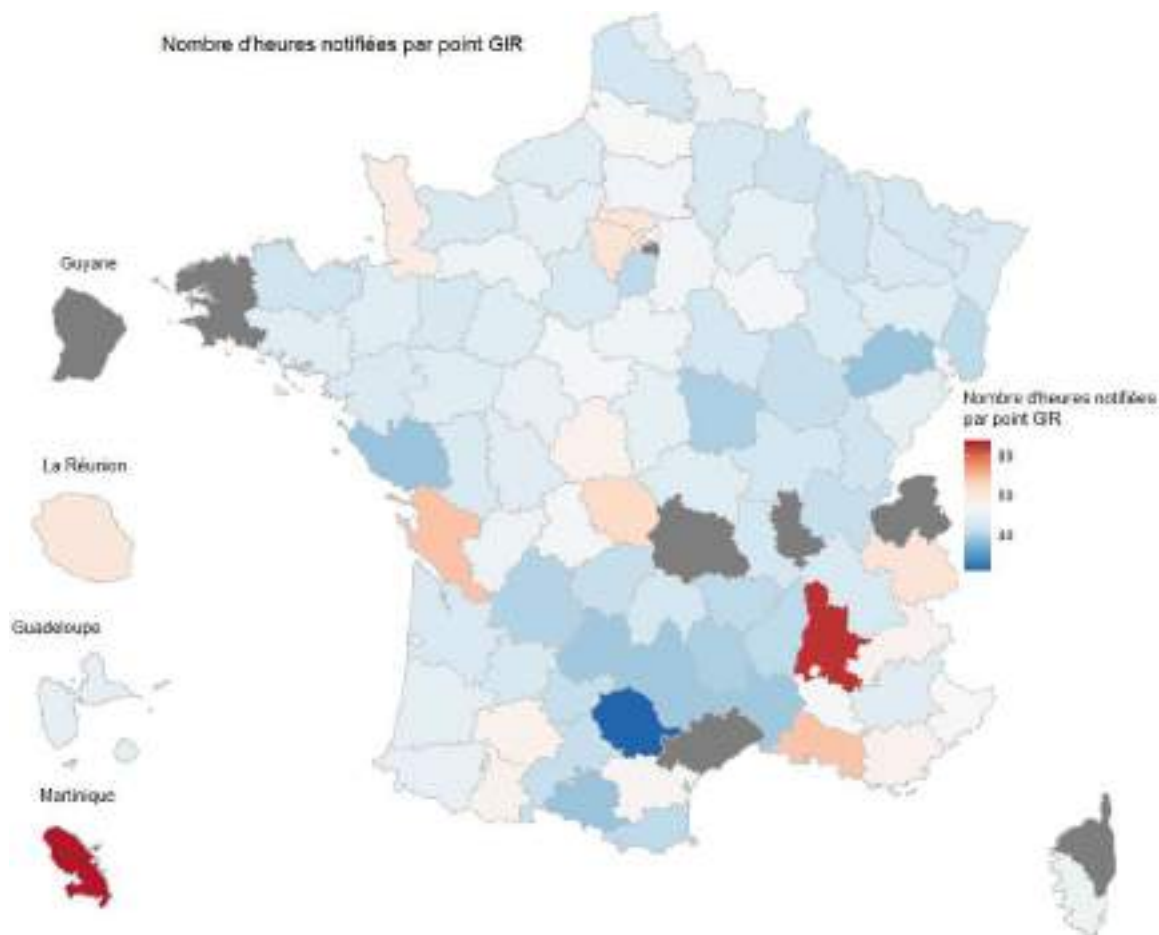 Nombre d'heures notifiées par point GIR
Guyane
La Réunion
Guadeloupe
Martinique
Nombre d'heures notifiées
par point GIR